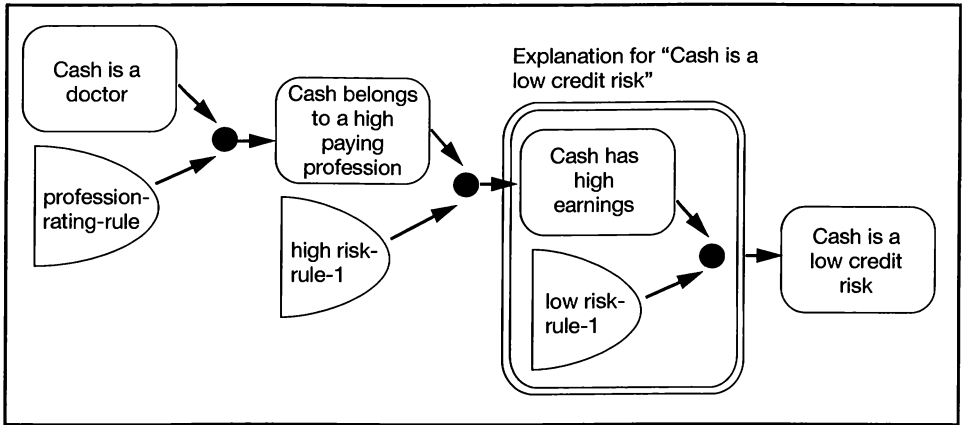 Cash is a
doctor
profession-
rating-rule
Cash belongs
to a high
paying
profession
high risk-
rule-1
Explanation for “Cash is a
low credit risk”
Cash has
high
earnings
low risk-
rule-1
Cash is a
low credit
risk